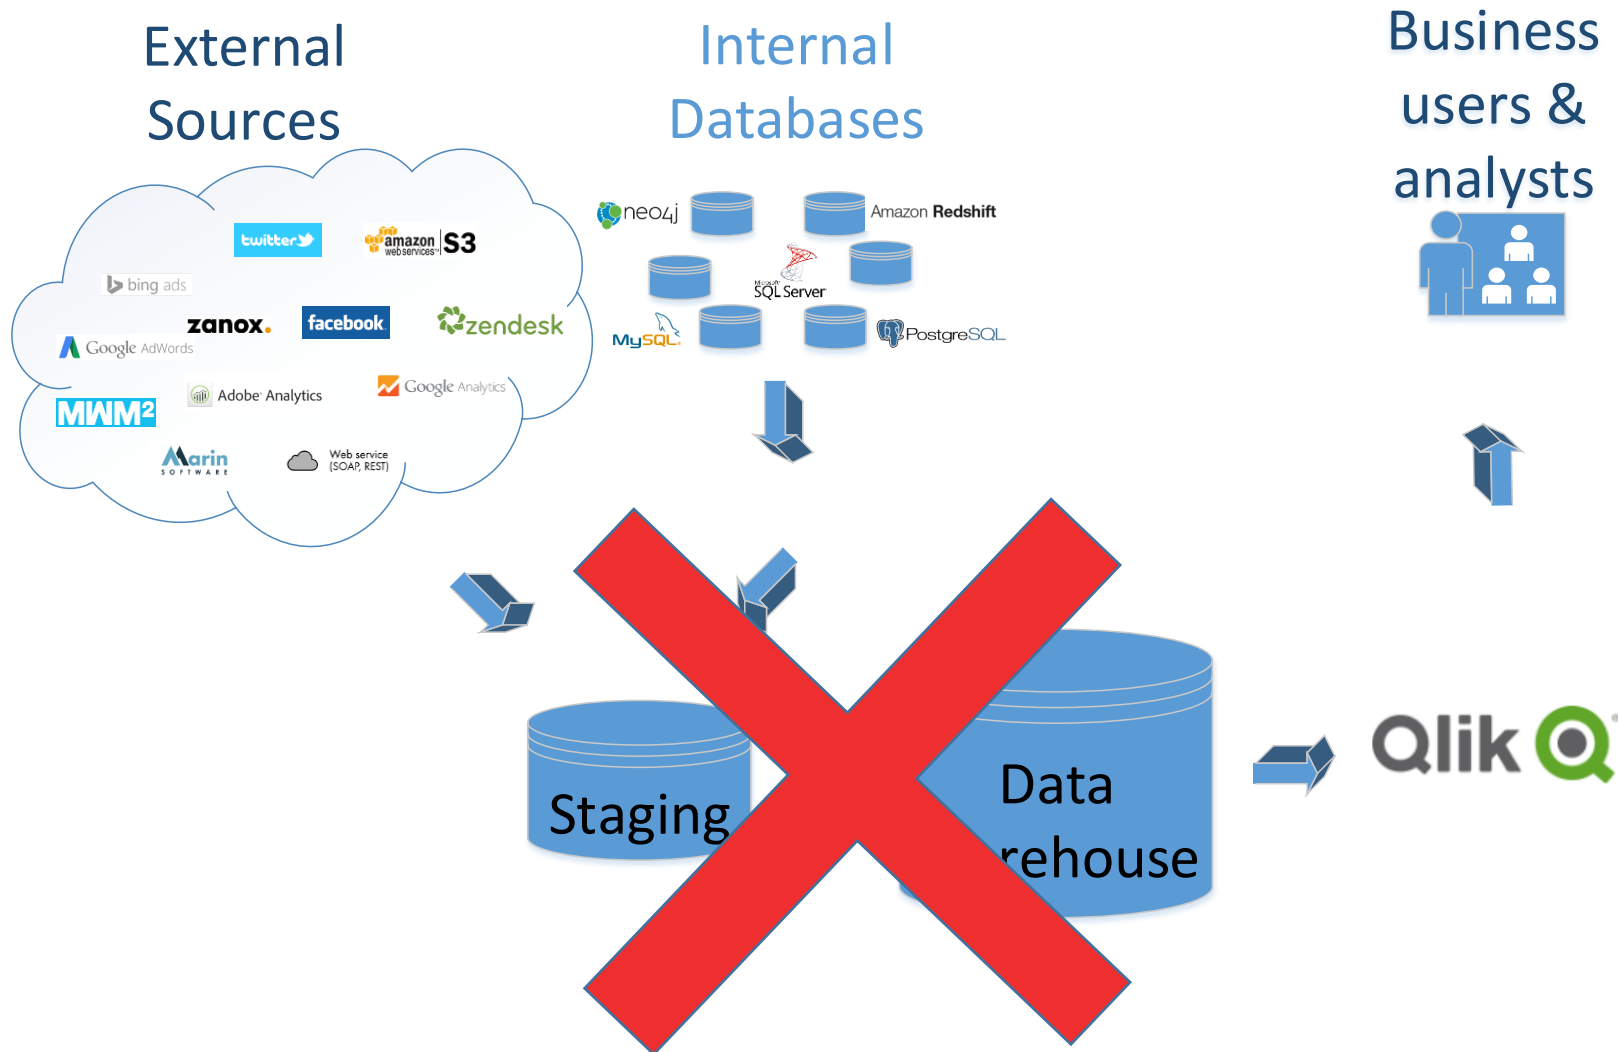 External
Sources
Internal
Databases
Business
users &
analysts
twitter
amazon
web services™
S3
bing ads
zanox.
facebook
zendesk
Google AdWords
Adobe® Analytics
Google Analytics
MWM²
Marin
SOFTWARE
Web service
(SOAP, REST)
neo4j
Amazon Redshift
Microsoft®
SQL Server®
MySQL®
PostgreSQL
Staging
Data
rehouse
Qlik Q